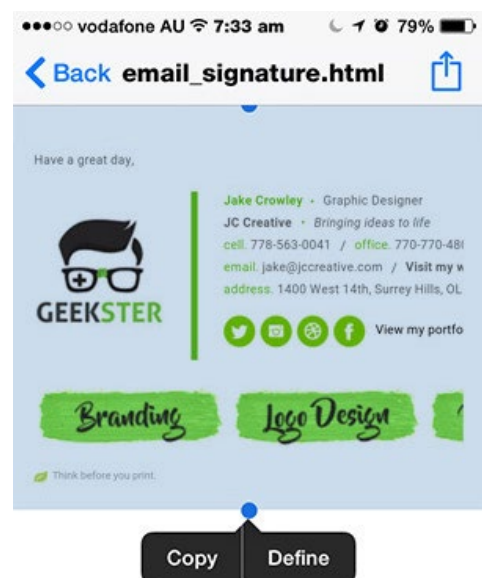 vodafone AU 7:33 am 79%
Back email_signature.html
Have a great day,
Jake Crowley • Graphic Designer
JC Creative • Bringing ideas to life
cell. 778-563-0041 / office. 770-770-480
email. jake@jccreative.com / Visit my w
address. 1400 West 14th, Surrey Hills, OL
GEEKSTER
View my portfo
Branding
Logo Design
Think before you print.
Copy Define